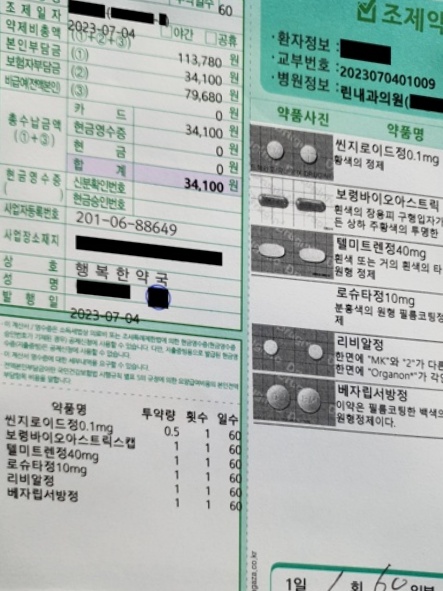 조제일자
2023-07-04
60
야간 공휴
약제비총액 (①+②+③) 113,780 원
본인부담금 (①) 34,100 원
보험자부담금 (②) 79,680 원
(③) 0 원
총수납금액 (①+③)
카 드 34,100 원
현금영수증 0 원
현 금 0 원
합 계 34,100 원
현금영수증 ( )
신분확인번호
현금승인번호
사업자등록번호 201-06-88649
사업장소재지
상 호 행복한약국
성 명
발 행 일 2023-07-04
약품명 투약량 횟수 일수
씬지로이드정0.1mg 0.5 1 60
보령바이오아스트릭스캡 1 1 60
텔미트렌정40mg 1 1 60
로슈타정10mg 1 1 60
리비알정 1 1 60
베자립서방정 1 1 60
조제약
·환자정보 :
·교부번호 : 2023070401009
·병원정보 : 린내과의원(
약품사진 약품명
씬지로이드정0.1mg
황색의 정제
보령바이오아스트릭
흰색의 장용피 구형입자가
든 상하 주황색의 투명한
텔미트렌정40mg
흰색 또는 거의 흰색의 타
원형 정제
로슈타정10mg
분홍색의 원형 필름코팅정
제
리비알정
한면에 "MK"와 "2"가 다른
한면에 "Organon*"가 각인
베자립서방정
이약은 필름코팅한 백색의
원형정제이다.
1일 / 회 60 일분